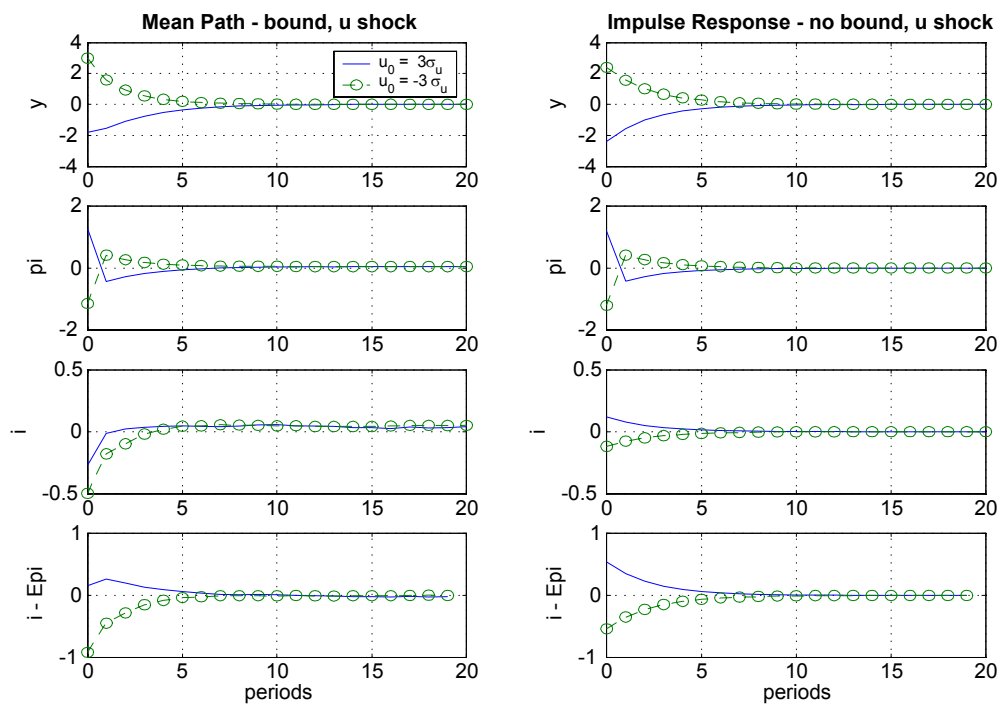 Mean Path - bound, u shock
4
2
0
-2
-4
y
u_0 = 3σ_u
u_0 = -3 σ_u
0 5 10 15 20
2
0
-2
pi
0 5 10 15 20
0.5
0
-0.5
i
0 5 10 15 20
1
0
-1
i - Epi
0 5 10 15 20
periods
Impulse Response - no bound, u shock
4
2
0
-2
-4
y
0 5 10 15 20
2
0
-2
pi
0 5 10 15 20
0.5
0
-0.5
i
0 5 10 15 20
1
0
-1
i - Epi
0 5 10 15 20
periods